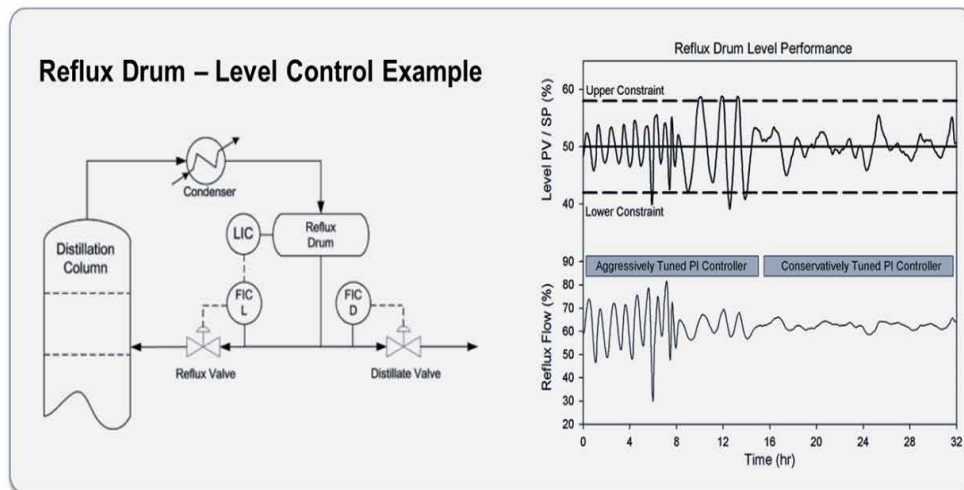 Reflux Drum – Level Control Example
Condenser
Distillation
Column
LIC
Reflux
Drum
FIC
L
FIC
D
Reflux Valve
Distillate Valve
Reflux Drum Level Performance
Level PV / SP (%)
60
50
40
Upper Constraint
Lower Constraint
Aggressively Tuned PI Controller
Conservatively Tuned PI Controller
Reflux Flow (%)
90
80
70
60
50
40
30
20
0
4
8
12
16
20
24
28
32
Time (hr)